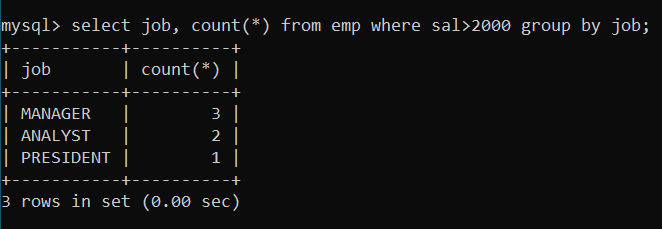 mysql> select job, count(*) from emp where sal>2000 group by job;
+-----------+----------+
| job       | count(*) |
+-----------+----------+
| MANAGER   |        3 |
| ANALYST   |        2 |
| PRESIDENT |        1 |
+-----------+----------+
3 rows in set (0.00 sec)